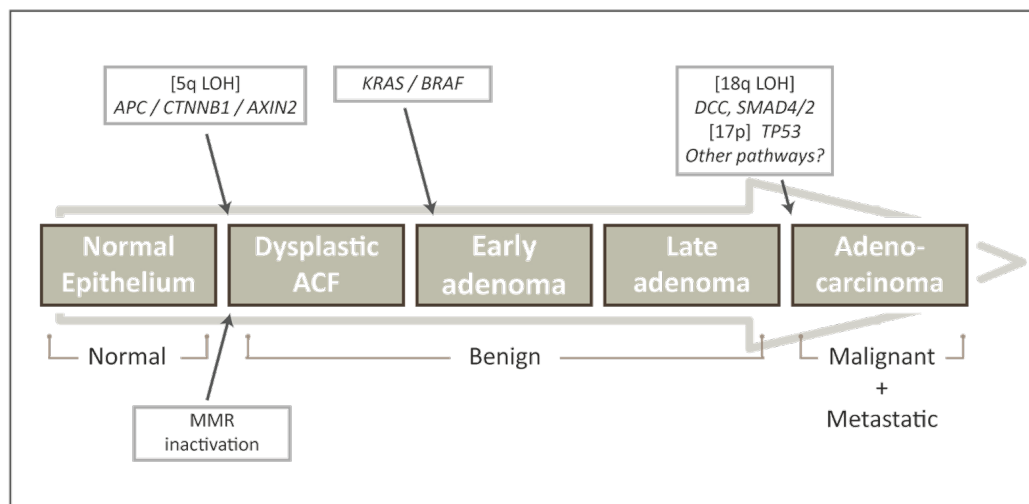 [5q LOH]
APC / CTNNB1 / AXIN2
KRAS / BRAF
[18q LOH]
DCC, SMAD4/2
[17p] TP53
Other pathways?
Normal
Epithelium
Dysplastic
ACF
Early
adenoma
Late
adenoma
Adeno-
carcinoma
Normal
Benign
Malignant
+
Metastatic
MMR
inactivation